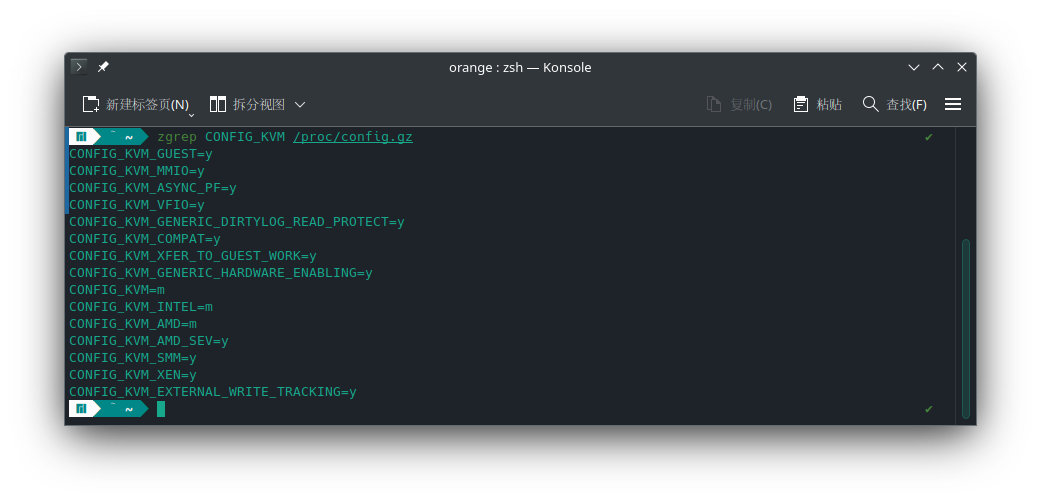 orange : zsh — Konsole
新建标签页(N) 拆分视图 复制(C) 粘贴 查找(F)
~ zgrep CONFIG_KVM /proc/config.gz ✔
CONFIG_KVM_GUEST=y
CONFIG_KVM_MMIO=y
CONFIG_KVM_ASYNC_PF=y
CONFIG_KVM_VFIO=y
CONFIG_KVM_GENERIC_DIRTYLOG_READ_PROTECT=y
CONFIG_KVM_COMPAT=y
CONFIG_KVM_XFER_TO_GUEST_WORK=y
CONFIG_KVM_GENERIC_HARDWARE_ENABLING=y
CONFIG_KVM=m
CONFIG_KVM_INTEL=m
CONFIG_KVM_AMD=m
CONFIG_KVM_AMD_SEV=y
CONFIG_KVM_SMM=y
CONFIG_KVM_XEN=y
CONFIG_KVM_EXTERNAL_WRITE_TRACKING=y
~ ✔